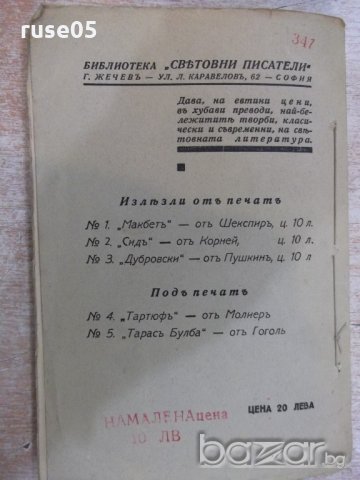 ruse05
347
БИБЛИОТЕКА „СВѢТОВНИ ПИСАТЕЛИ“
Г. ЖЕЧЕВЪ — УЛ. Л. КАРАВЕЛОВЪ, 62 — СОФИЯ
Дава, на евтини цени,
въ хубави преводи, най-бе-
лежитить творби, класи-
чески и съвременни, на свѣ-
товната литература.
Излѣзли отъ печатъ
№ 1. „Макбетъ“ — отъ Шекспиръ, ц. 10 л.
№ 2. „Сидъ“ — отъ Корней, ц. 10 л.
№ 3. „Дубровски“ — отъ Пушкинъ, ц. 10 л
Подъ печатъ
№ 4. „Тартюфъ“ — отъ Молиеръ
№ 5. „Тарасъ Булба“ — отъ Гоголь
ЦЕНА 20 ЛЕВА
НАМАЛЕНА цена
10 ЛВ
bazar.bg